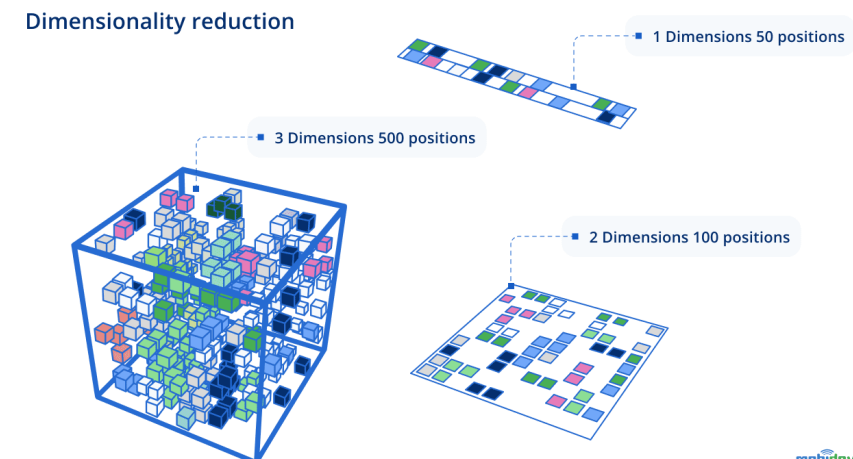 Dimensionality reduction
1 Dimensions 50 positions
3 Dimensions 500 positions
2 Dimensions 100 positions